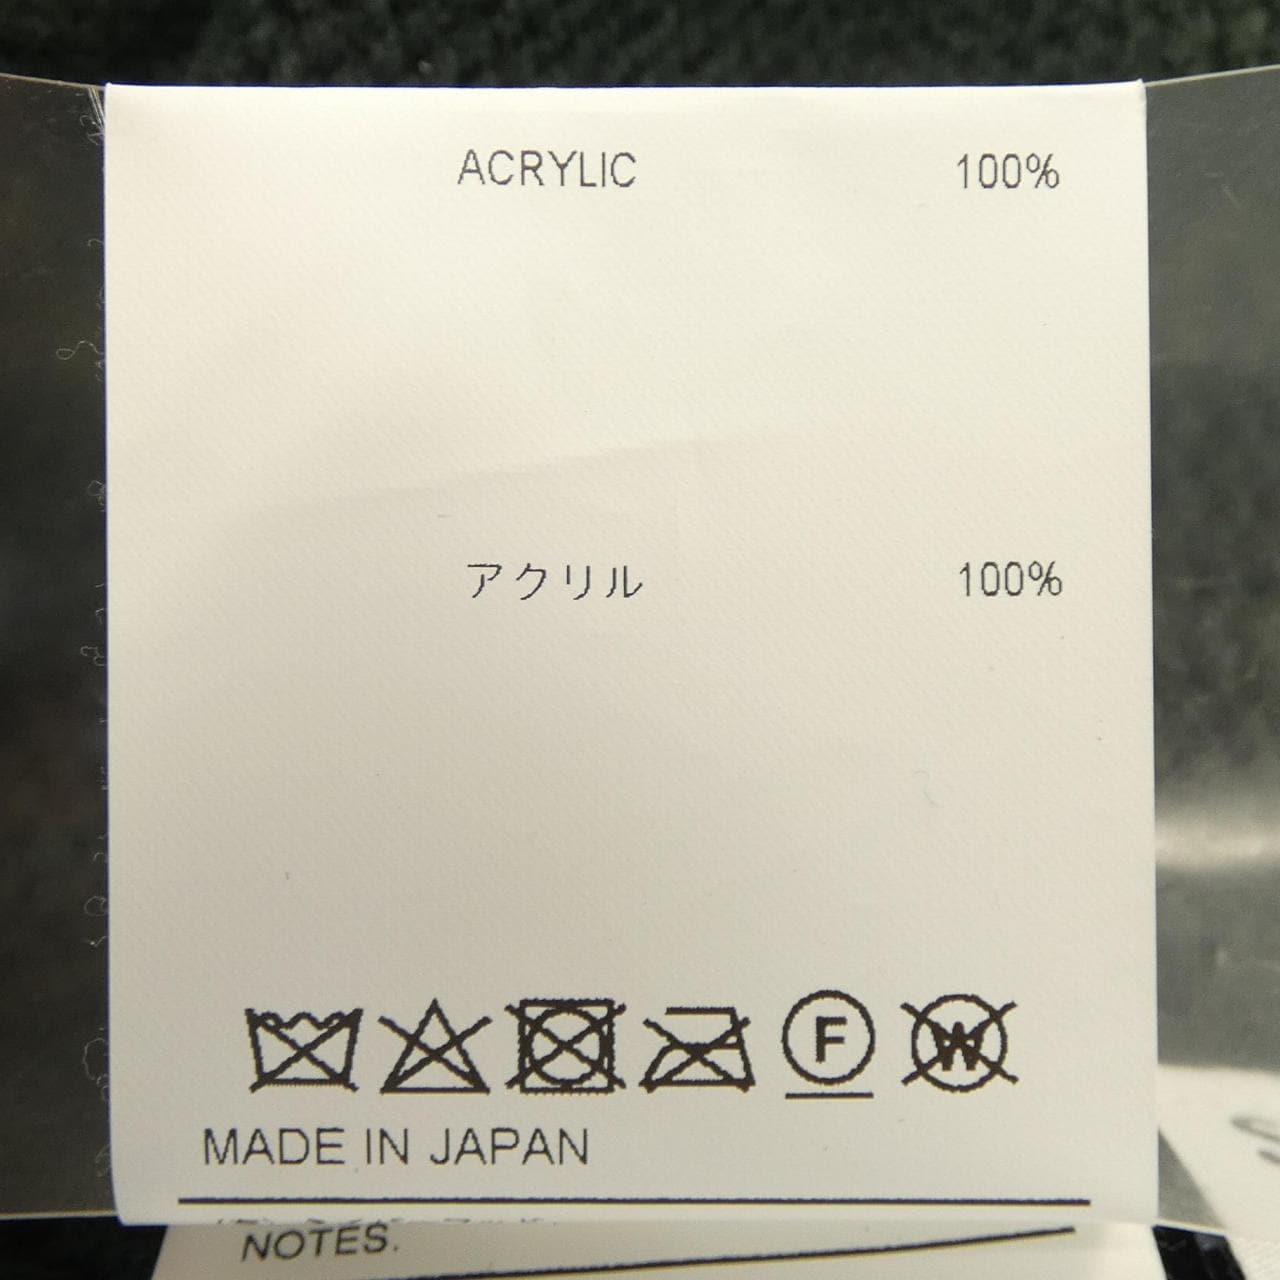 ACRYLIC 100%
アクリル 100%
F W
MADE IN JAPAN
NOTES.